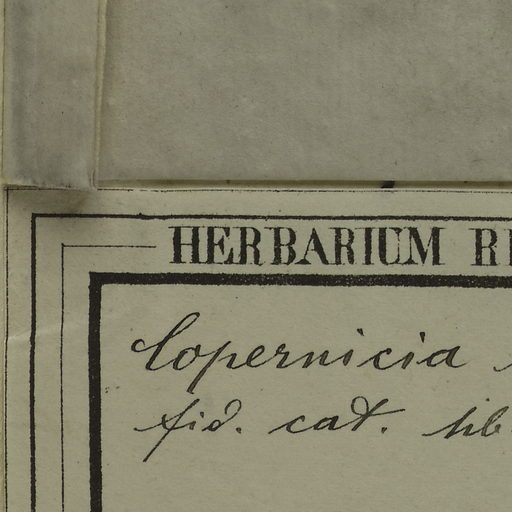 HERBARIUM
Copernicia
fid. cat.